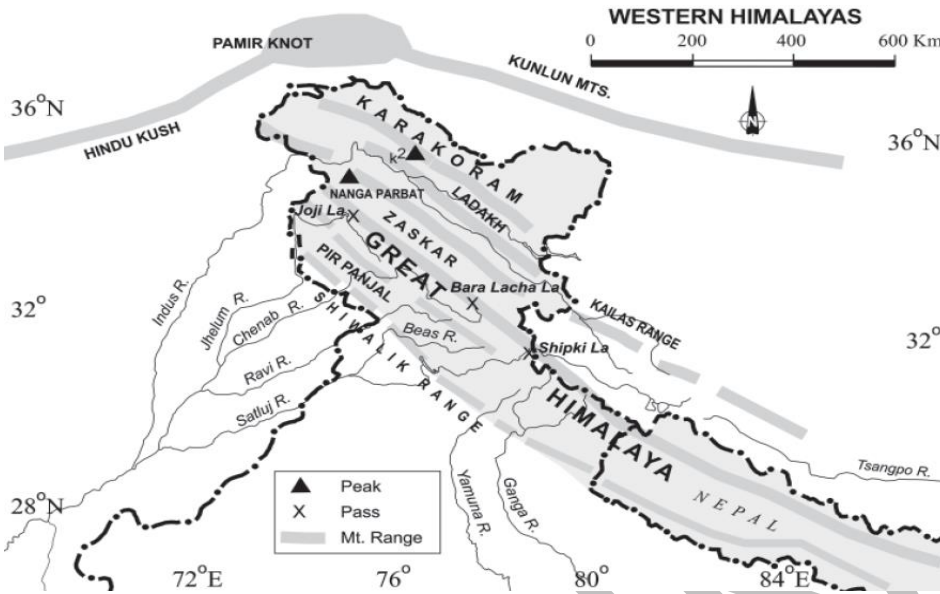 WESTERN HIMALAYAS
0 200 400 600 Km
PAMIR KNOT
KUNLUN MTS.
HINDU KUSH
36°N
36°N
N
KARAKORAM
k2
NANGA PARBAT
LADAKH
Joji La
ZASKAR
GREAT
PIR PANJAL
Bara Lacha La
KAILAS RANGE
32°
32°
Indus R.
Jhelum R.
Chenab R.
SHIWALIK RANGE
Beas R.
Shipki La
Ravi R.
Satluj R.
HIMALAYA
Tsangpo R.
NEPAL
Yamuna R.
Ganga R.
28°N
Peak
Pass
Mt. Range
72°E
76°
80°
84°E